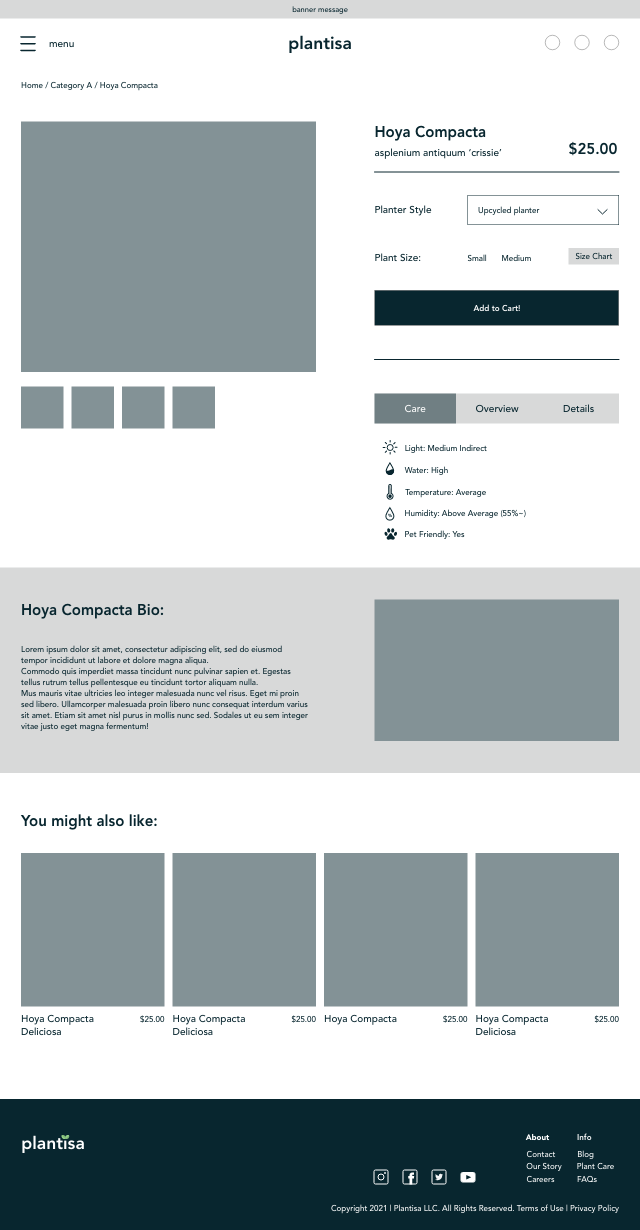 banner message
menu
plantisa
Home / Category A / Hoya Compacta
Hoya Compacta
asplenium antiquum ‘crissie’
$25.00
Planter Style
Upcycled planter
Plant Size:
Small
Medium
Size Chart
Add to Cart!
Care
Overview
Details
Light: Medium Indirect
Water: High
Temperature: Average
%
Humidity: Above Average (55%~)
Pet Friendly: Yes
Hoya Compacta Bio:
Lorem ipsum dolor sit amet, consectetur adipiscing elit, sed do eiusmod
tempor incididunt ut labore et dolore magna aliqua.
Commodo quis imperdiet massa tincidunt nunc pulvinar sapien et. Egestas
tellus rutrum tellus pellentesque eu tincidunt tortor aliquam nulla.
Mus mauris vitae ultricies leo integer malesuada nunc vel risus. Eget mi proin
sed libero. Ullamcorper malesuada proin libero nunc consequat interdum varius
sit amet. Etiam sit amet nisl purus in mollis nunc sed. Sodales ut eu sem integer
vitae justo eget magna fermentum!
You might also like:
Hoya Compacta
Deliciosa
$25.00
Hoya Compacta
Deliciosa
$25.00
Hoya Compacta
$25.00
Hoya Compacta
Deliciosa
$25.00
plantisa
About
Contact
Our Story
Careers
Info
Blog
Plant Care
FAQs
Copyright 2021 | Plantisa LLC. All Rights Reserved. Terms of Use | Privacy Policy